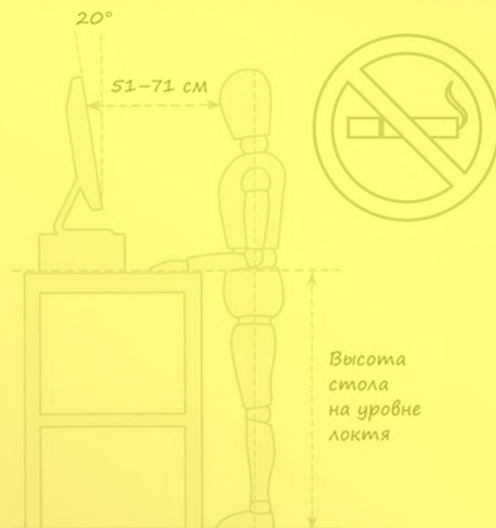 20°
51–71 см
Высота
стола
на уровне
локтя